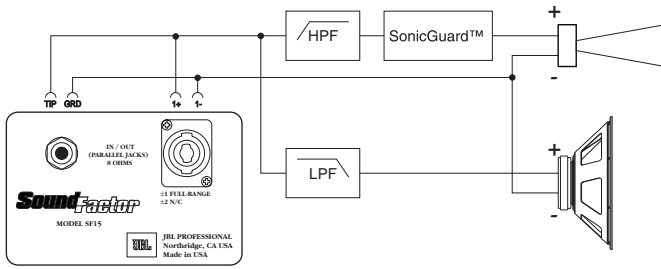 +
HPF
SonicGuard™
-
TIP GRD 1+ 1-
IN / OUT
(PARALLEL JACKS)
8 OHMS
+
LPF
±1 FULL-RANGE
±2 N/C
SoundFactor
-
MODEL SF15
JBL
JBL PROFESSIONAL
Northridge, CA USA
Made in USA